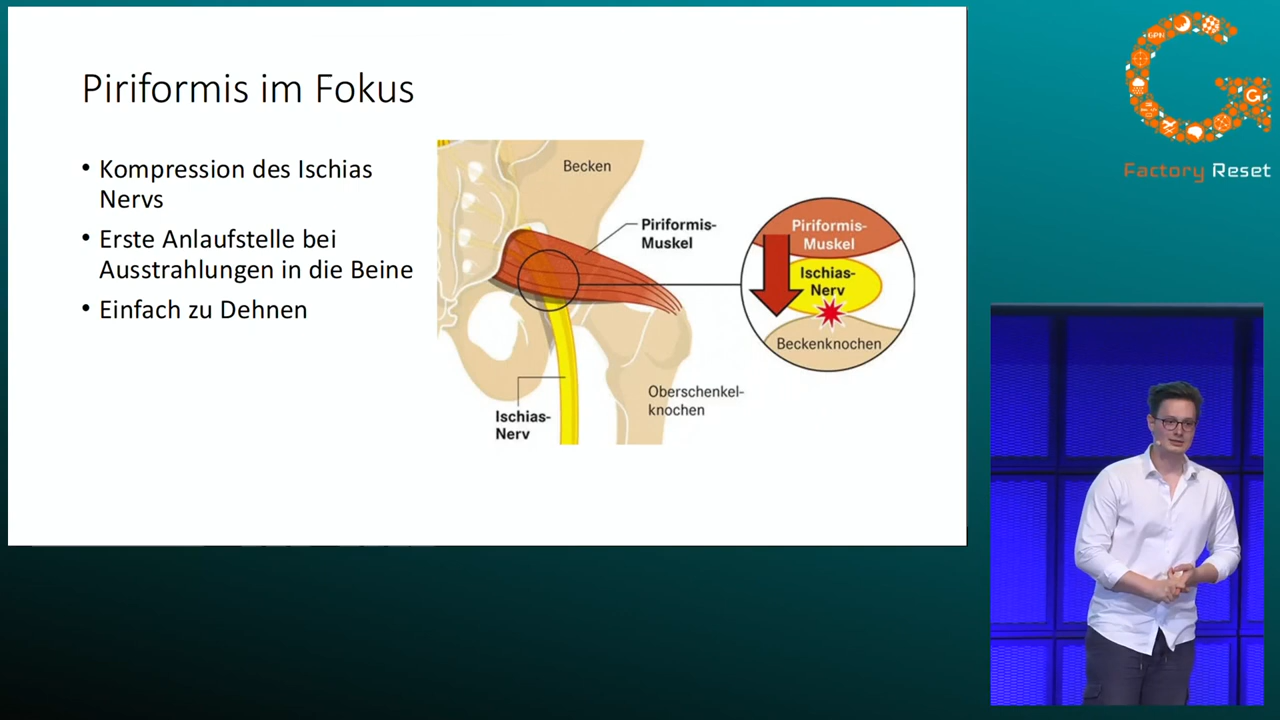 Piriformis im Fokus
• Kompression des Ischias
Nervs
• Erste Anlaufstelle bei
Ausstrahlungen in die Beine
• Einfach zu Dehnen
Becken
Piriformis-
Muskel
Ischias-
Nerv
Oberschenkel-
knochen
Piriformis-
Muskel
Ischias-
Nerv
Beckenknochen
GPN
G
Factory Reset